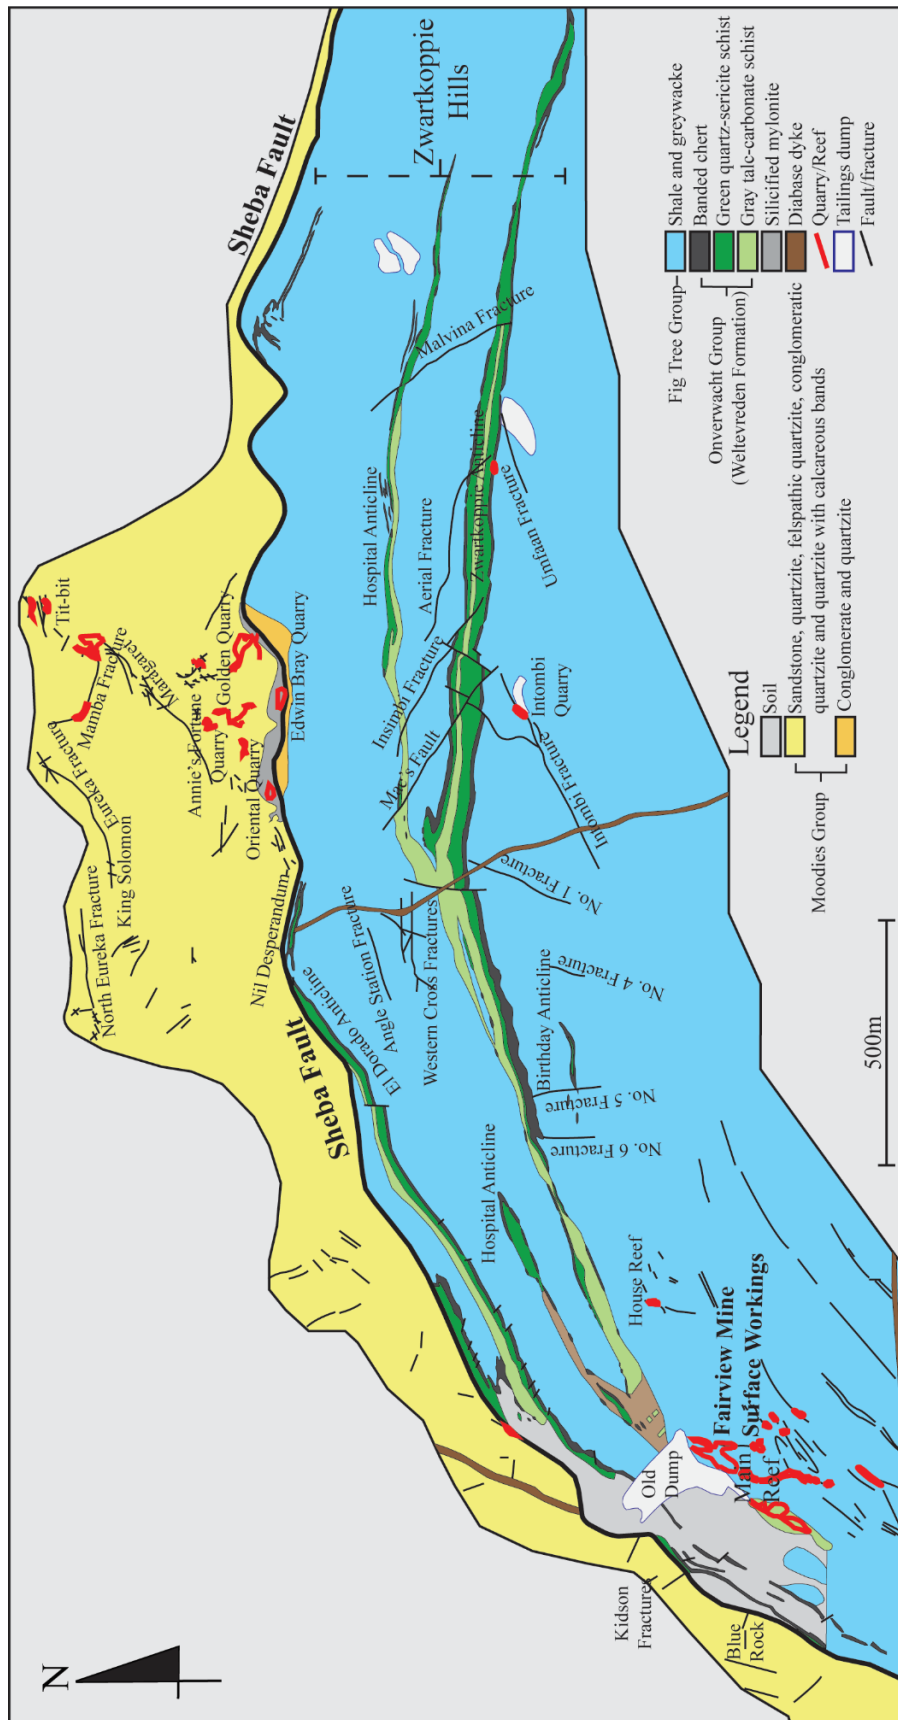 N
Sheba Fault
Zwartkoppie
Hills
Tit-bit
Mamba Fracture
Maragaret
Eureka Fracture
Annie's Fortune
Quarry
Golden Quarry
Edwin Bray Quarry
Oriental Quarry
King Solomon
North Eureka Fracture
Nil Desperandum
Hospital Anticline
Malvina Fracture
Aerial Fracture
Zwartkoppie Anticline
Umfaan Fracture
Insimbi Fracture
Mac's Fault
Intombi
Quarry
Intombi Fracture
No. 1 Fracture
Angle Station Fracture
Western Cross Fractures
El Dorado Anticline
Sheba Fault
No. 4 Fracture
Birthday Anticline
No. 5 Fracture
No. 6 Fracture
Hospital Anticline
House Reef
Fairview Mine
Surface Workings
Main
Reef
Old
Dump
Kidson
Fractures
Blue
Rock
500m
Legend
Soil
Sandstone, quartzite, felspathic quartzite, conglomeratic
quartzite and quartzite with calcareous bands
Conglomerate and quartzite
Moodies Group
Fig Tree Group
Shale and greywacke
Banded chert
Green quartz-sericite schist
Gray talc-carbonate schist
Onverwacht Group
(Weltevreden Formation)
Silicified mylonite
Diabase dyke
Quarry/Reef
Tailings dump
Fault/fracture